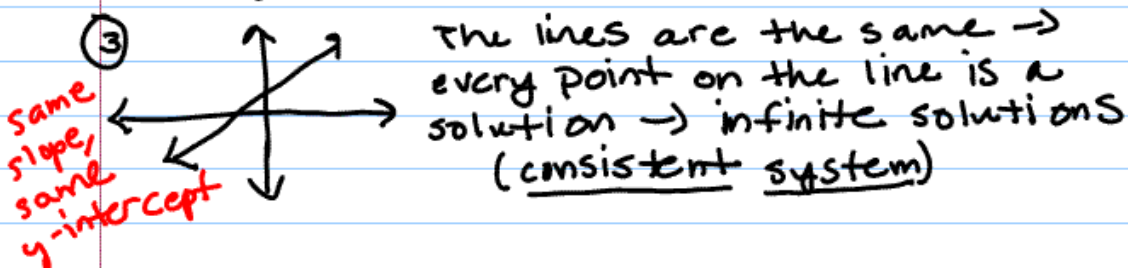 ③ The lines are the same →
every point on the line is a
solution → infinite solutions
(consistent system)
same
slope,
same
y-intercept